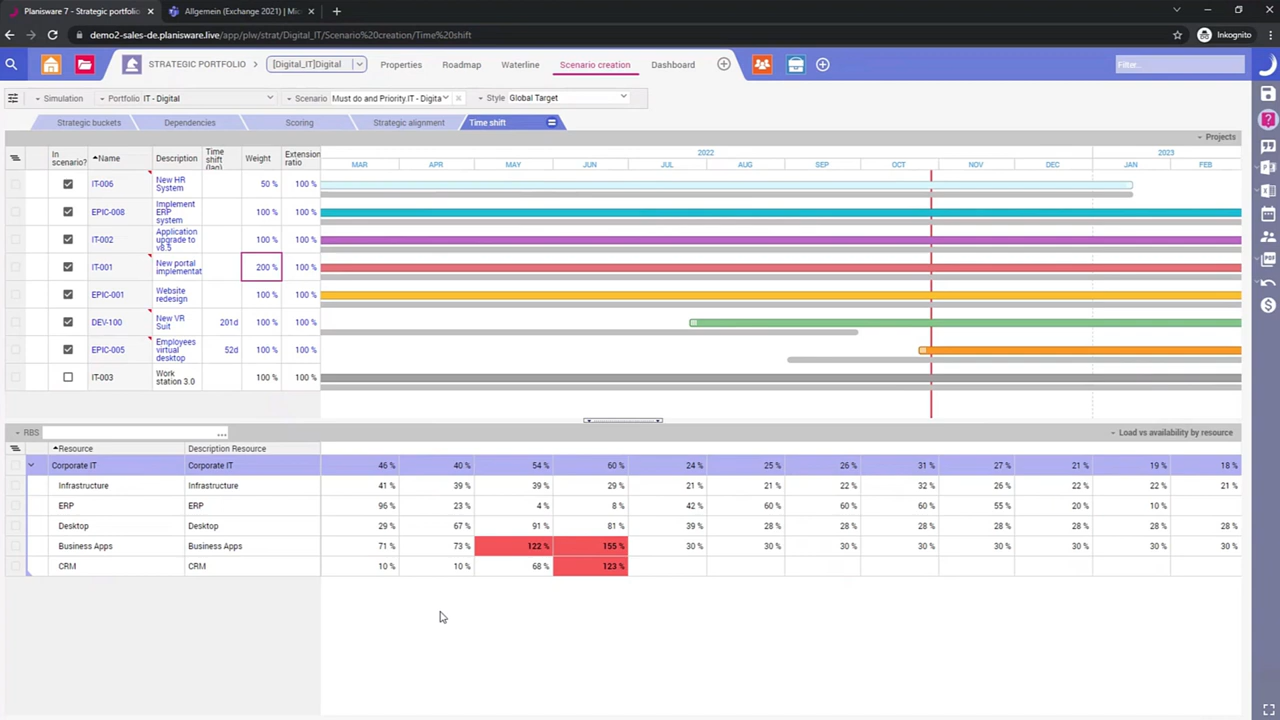 Planisware 7 - Strategic portfolio
Allgemein (Exchange 2021) | Mic
demo2-sales-de.planisware.live/app/plw/strat/Digital_IT/Scenario%20creation/Time%20shift
Inkognito
STRATEGIC PORTFOLIO
[Digital_IT]Digital
Properties
Roadmap
Waterline
Scenario creation
Dashboard
Filter...
Simulation
Portfolio IT - Digital
Scenario Must do and Priority.IT - Digita
Style Global Target
Strategic buckets
Dependencies
Scoring
Strategic alignment
Time shift
Projects
In scenario? Name Description Time shift (lag) Weight Extension ratio
2022 2023
MAR APR MAY JUN JUL AUG SEP OCT NOV DEC JAN FEB
IT-006 New HR System 50 % 100 %
EPIC-008 Implement ERP system 100 % 100 %
IT-002 Application upgrade to v8.5 100 % 100 %
IT-001 New portal implementat 200 % 100 %
EPIC-001 Website redesign 100 % 100 %
DEV-100 New VR Suit 201d 100 % 100 %
EPIC-005 Employees virtual desktop 52d 100 % 100 %
IT-003 Work station 3.0 100 % 100 %
RBS ...
Load vs availability by resource
Resource Description Resource
Corporate IT Corporate IT 46 % 40 % 54 % 60 % 24 % 25 % 26 % 31 % 27 % 21 % 19 % 18 %
Infrastructure Infrastructure 41 % 39 % 39 % 29 % 21 % 21 % 22 % 32 % 26 % 22 % 22 % 21 %
ERP ERP 96 % 23 % 4 % 8 % 42 % 60 % 60 % 60 % 55 % 20 % 10 %
Desktop Desktop 29 % 67 % 91 % 81 % 39 % 28 % 28 % 28 % 28 % 28 % 28 % 28 %
Business Apps Business Apps 71 % 73 % 122 % 155 % 30 % 30 % 30 % 30 % 30 % 30 % 30 % 30 %
CRM CRM 10 % 10 % 68 % 123 %